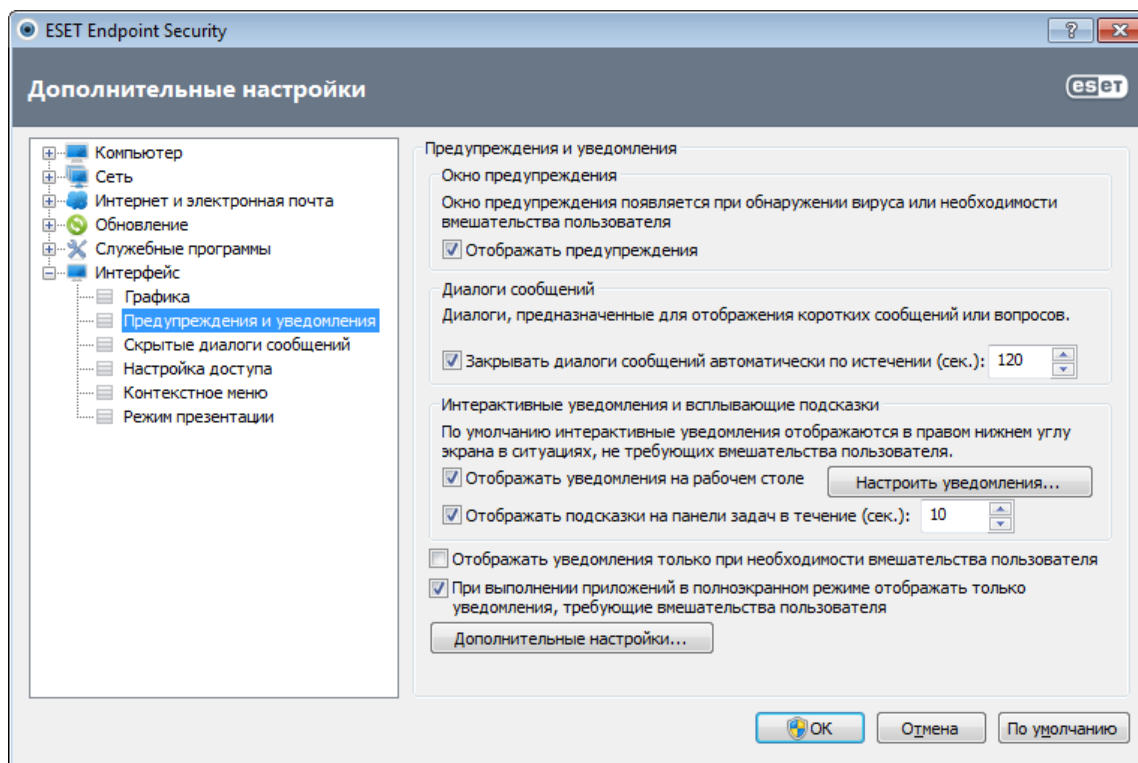 ESET Endpoint Security
Дополнительные настройки
eseT
Компьютер
Сеть
Интернет и электронная почта
Обновление
Служебные программы
Интерфейс
Графика
Предупреждения и уведомления
Скрытые диалоги сообщений
Настройка доступа
Контекстное меню
Режим презентации
Предупреждения и уведомления
Окно предупреждения
Окно предупреждения появляется при обнаружении вируса или необходимости
вмешательства пользователя
Отображать предупреждения
Диалоги сообщений
Диалоги, предназначенные для отображения коротких сообщений или вопросов.
Закрывать диалоги сообщений автоматически по истечении (сек.): 120
Интерактивные уведомления и всплывающие подсказки
По умолчанию интерактивные уведомления отображаются в правом нижнем углу
экрана в ситуациях, не требующих вмешательства пользователя.
Отображать уведомления на рабочем столе Настроить уведомления...
Отображать подсказки на панели задач в течение (сек.): 10
Отображать уведомления только при необходимости вмешательства пользователя
При выполнении приложений в полноэкранном режиме отображать только
уведомления, требующие вмешательства пользователя
Дополнительные настройки...
OK Отмена По умолчанию